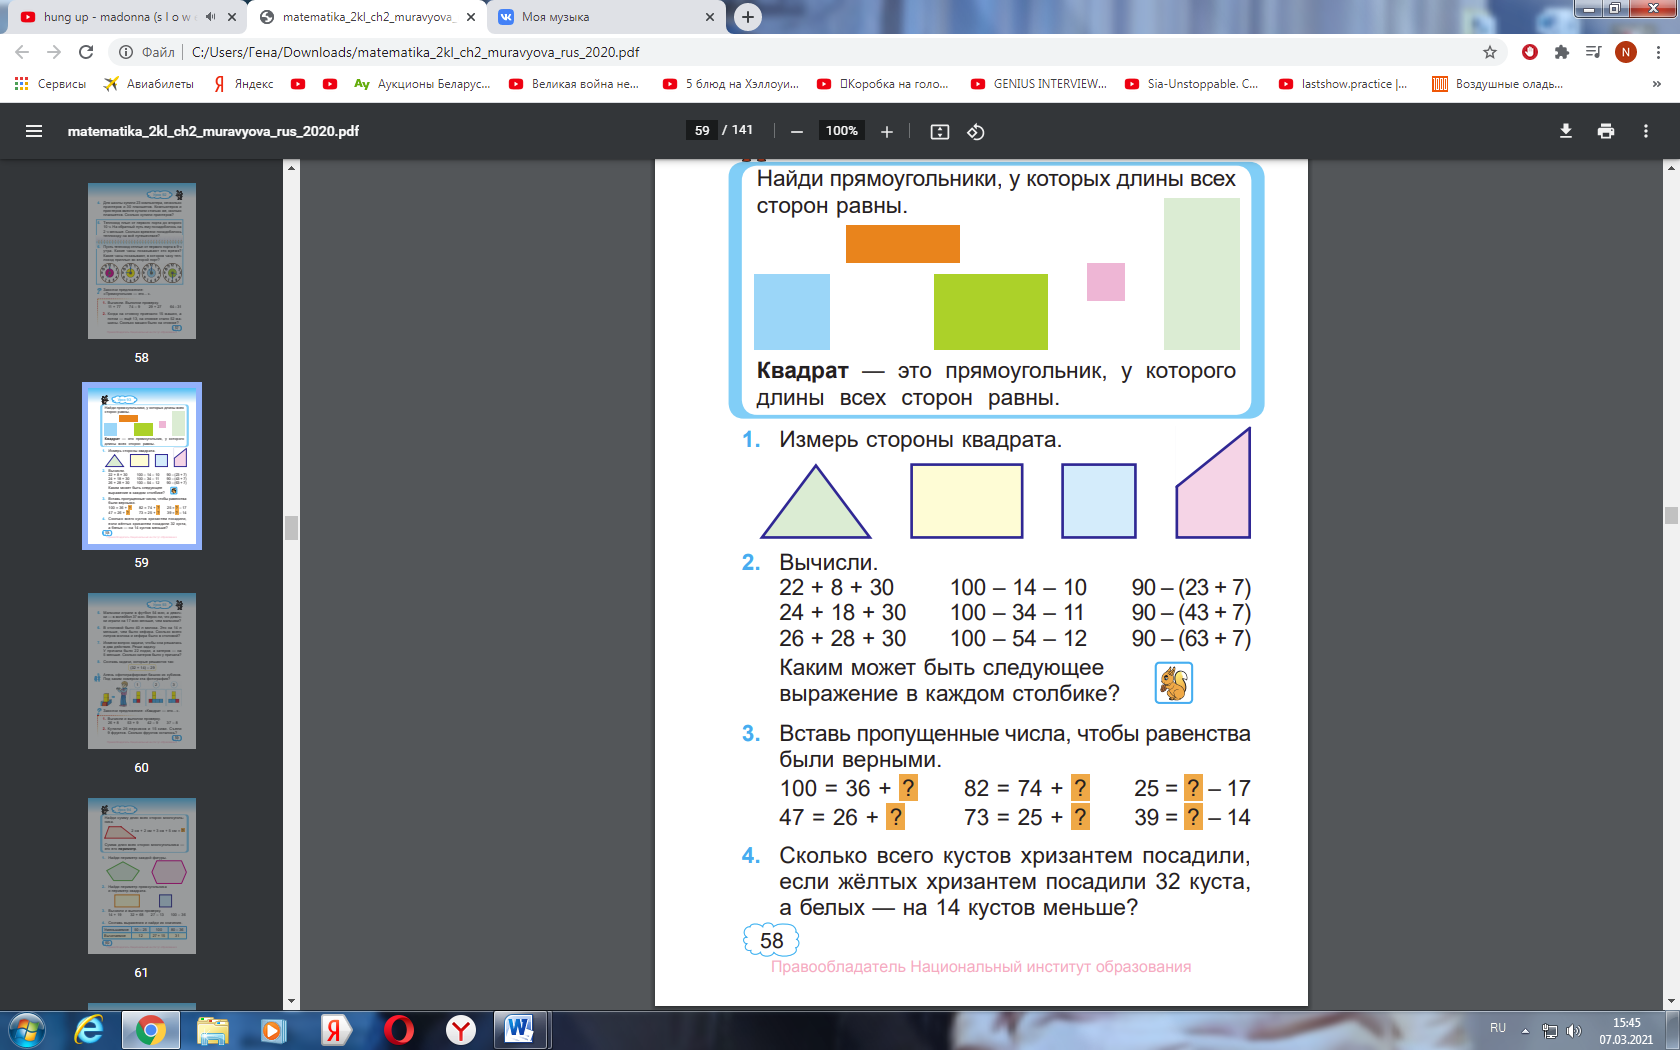 hung up - madonna (s l o w e
matematika_2kl_ch2_muravyova_
Моя музыка
Файл
C:/Users/Гена/Downloads/matematika_2kl_ch2_muravyova_rus_2020.pdf
N
Сервисы
Авиабилеты
Яндекс
Ay Аукционы Беларус...
Великая война не...
5 блюд на Хэллоуи...
Коробка на голо...
GENIUS INTERVIEW...
Sia-Unstoppable. C...
lastshow.practice |...
Воздушные оладь...
»
matematika_2kl_ch2_muravyova_rus_2020.pdf
59 / 141
100%
58
59
60
61
Найди прямоугольники, у которых длины всех
сторон равны.
Квадрат — это прямоугольник, у которого
длины всех сторон равны.
1. Измерь стороны квадрата.
2. Вычисли.
22 + 8 + 30 100 – 14 – 10 90 – (23 + 7)
24 + 18 + 30 100 – 34 – 11 90 – (43 + 7)
26 + 28 + 30 100 – 54 – 12 90 – (63 + 7)
Каким может быть следующее
выражение в каждом столбике?
3. Вставь пропущенные числа, чтобы равенства
были верными.
100 = 36 + ? 82 = 74 + ? 25 = ? – 17
47 = 26 + ? 73 = 25 + ? 39 = ? – 14
4. Сколько всего кустов хризантем посадили,
если жёлтых хризантем посадили 32 куста,
а белых — на 14 кустов меньше?
58
Правообладатель Национальный институт образования
RU
15:45
07.03.2021